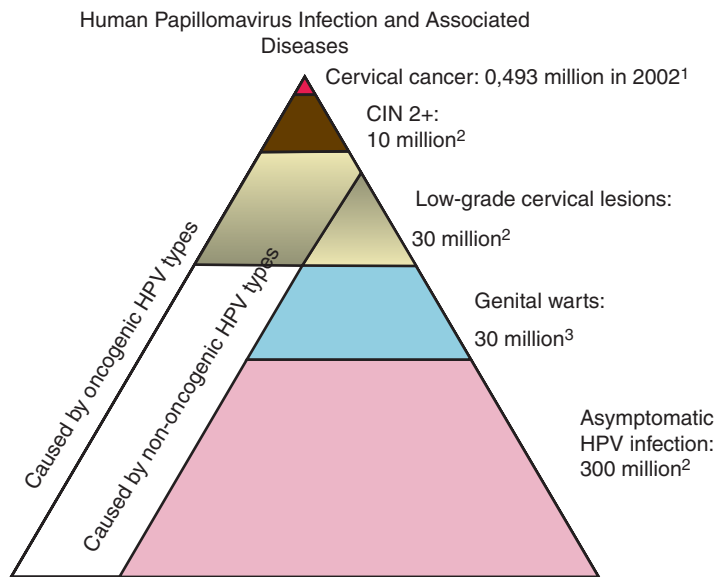 Human Papillomavirus Infection and Associated
Diseases
Cervical cancer: 0,493 million in 2002¹
CIN 2+:
10 million²
Low-grade cervical lesions:
30 million²
Genital warts:
30 million³
Asymptomatic
HPV infection:
300 million²
Caused by oncogenic HPV types
Caused by non-oncogenic HPV types